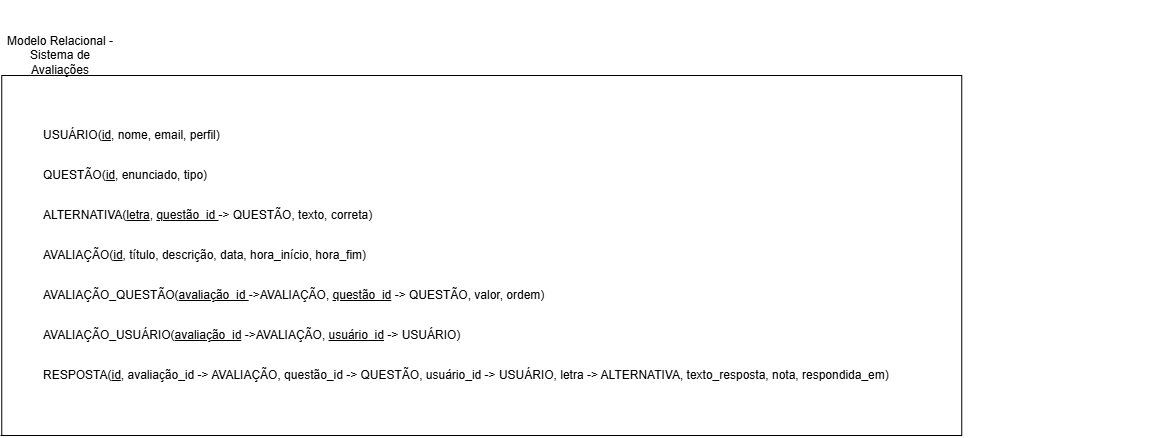 Modelo Relacional -
Sistema de
Avaliações
USUÁRIO(id, nome, email, perfil)
QUESTÃO(id, enunciado, tipo)
ALTERNATIVA(letra, questão_id -> QUESTÃO, texto, correta)
AVALIAÇÃO(id, título, descrição, data, hora_início, hora_fim)
AVALIAÇÃO_QUESTÃO(avaliação_id ->AVALIAÇÃO, questão_id -> QUESTÃO, valor, ordem)
AVALIAÇÃO_USUÁRIO(avaliação_id ->AVALIAÇÃO, usuário_id -> USUÁRIO)
RESPOSTA(id, avaliação_id -> AVALIAÇÃO, questão_id -> QUESTÃO, usuário_id -> USUÁRIO, letra -> ALTERNATIVA, texto_resposta, nota, respondida_em)